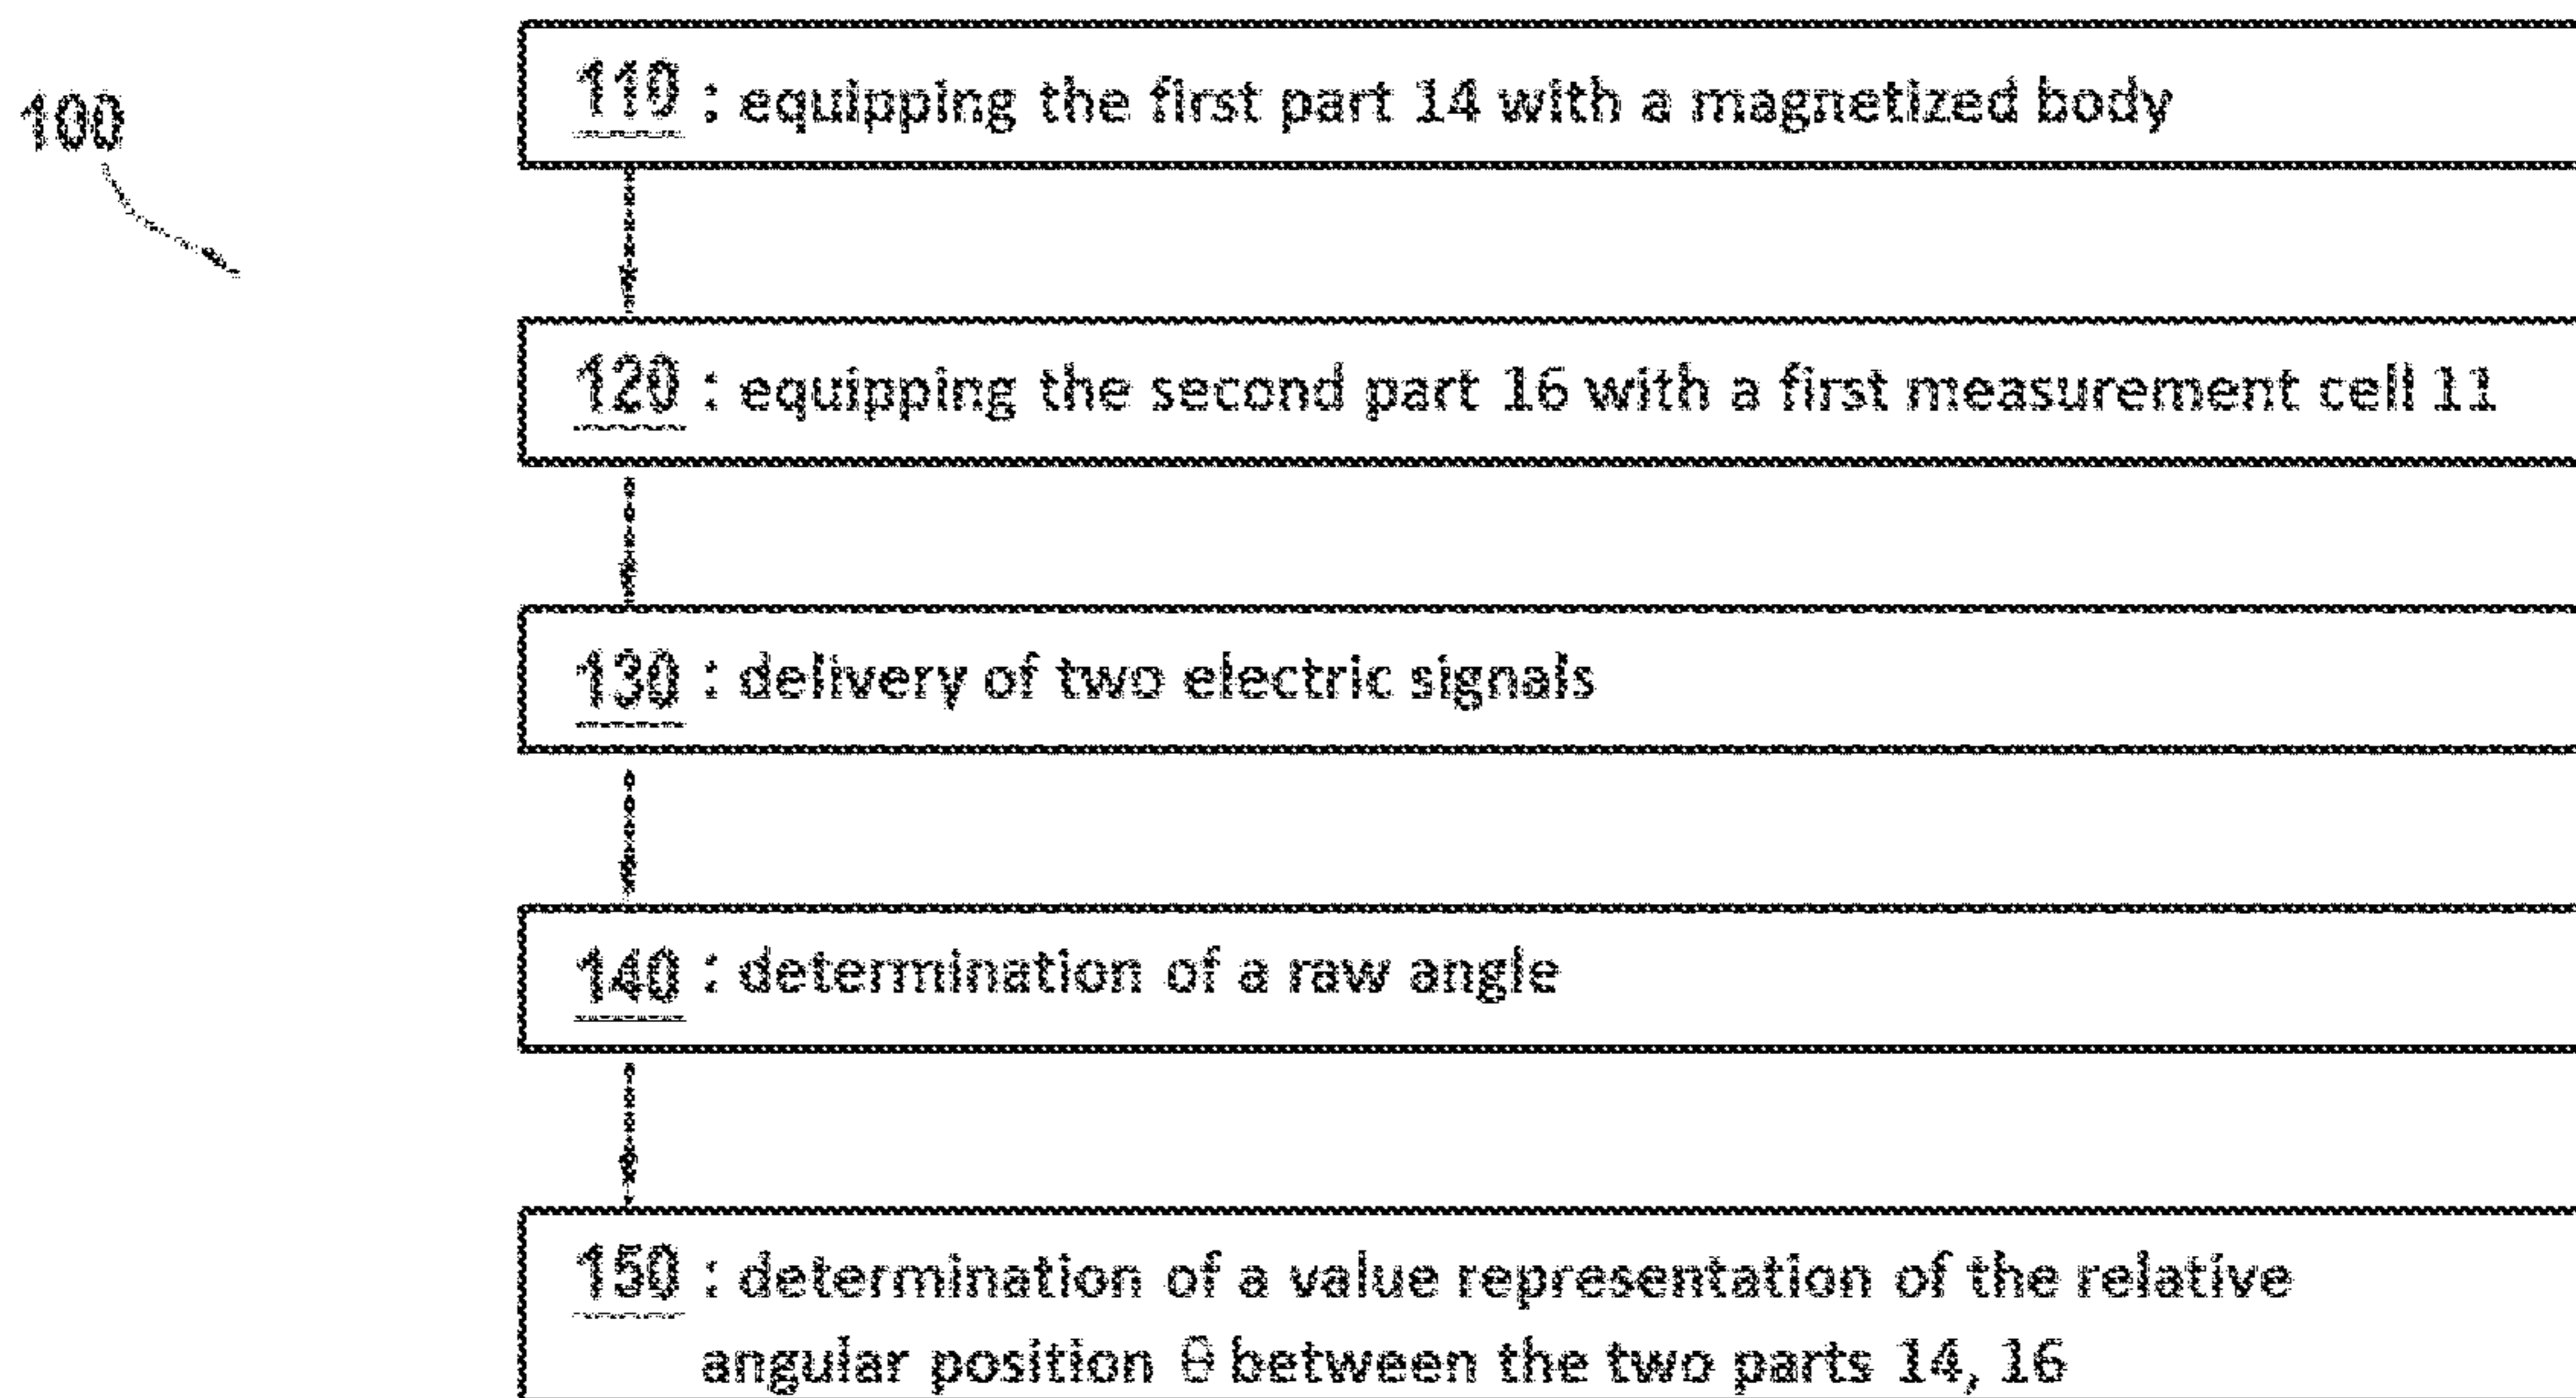 100
110 : equipping the first part 14 with a magnetized body
120 : equipping the second part 16 with a first measurement cell 11
130 : delivery of two electric signals
140 : determination of a raw angle
150 : determination of a value representation of the relative
angular position θ between the two parts 14, 16